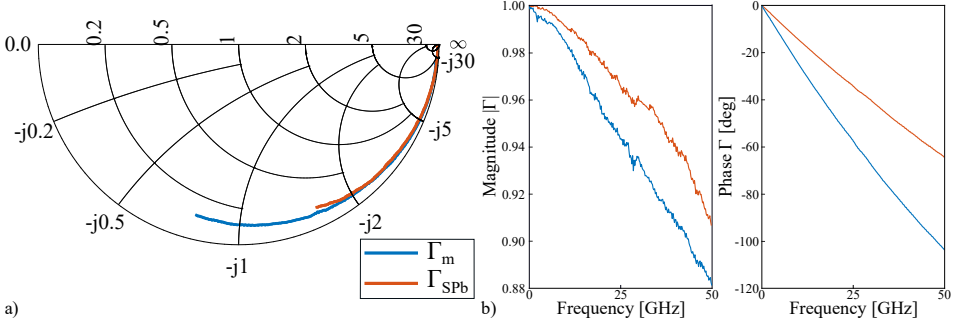 0.0
0.2
0.5
1
2
5
30
∞
-j30
-j5
-j2
-j1
-j0.5
-j0.2
Γm
ΓSPb
a)
1.00
0.98
0.96
0.94
0.92
0.90
0.88
Magnitude |Γ|
0
25
50
Frequency [GHz]
b)
0
-20
-40
-60
-80
-100
-120
Phase Γ [deg]
0
25
50
Frequency [GHz]